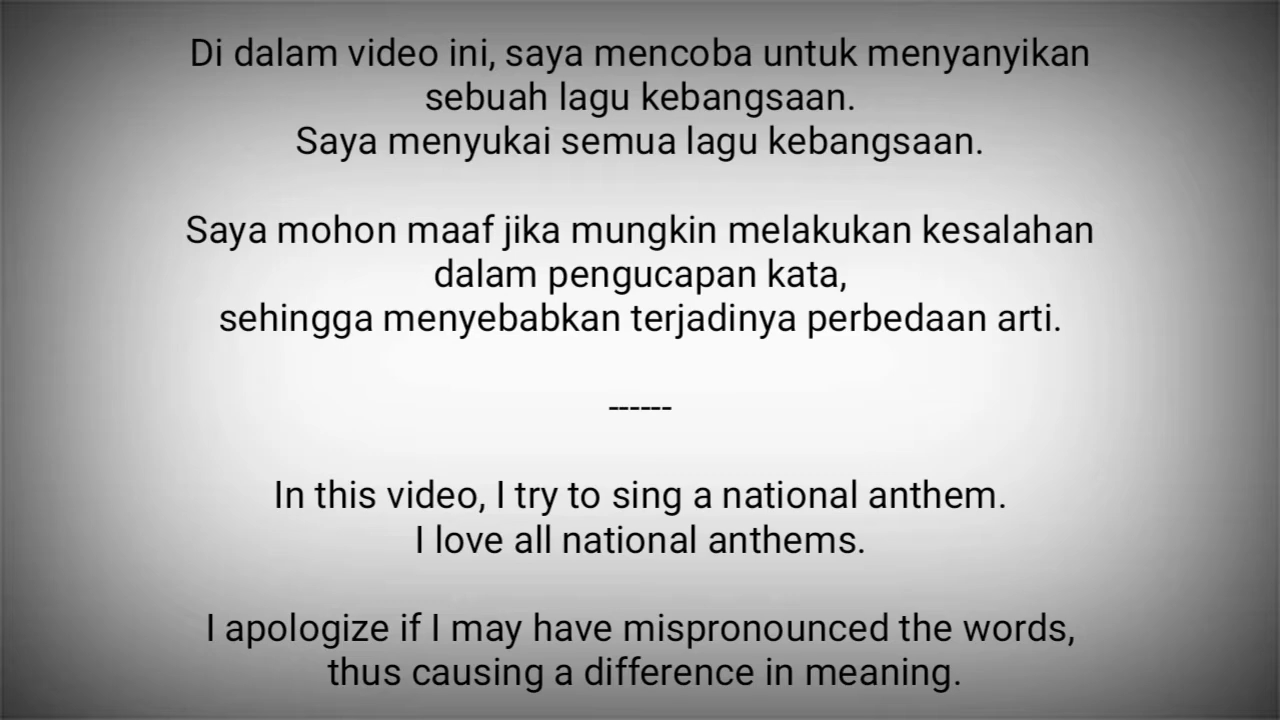 Di dalam video ini, saya mencoba untuk menyanyikan
sebuah lagu kebangsaan.
Saya menyukai semua lagu kebangsaan.
Saya mohon maaf jika mungkin melakukan kesalahan
dalam pengucapan kata,
sehingga menyebabkan terjadinya perbedaan arti.
------
In this video, I try to sing a national anthem.
I love all national anthems.
I apologize if I may have mispronounced the words,
thus causing a difference in meaning.